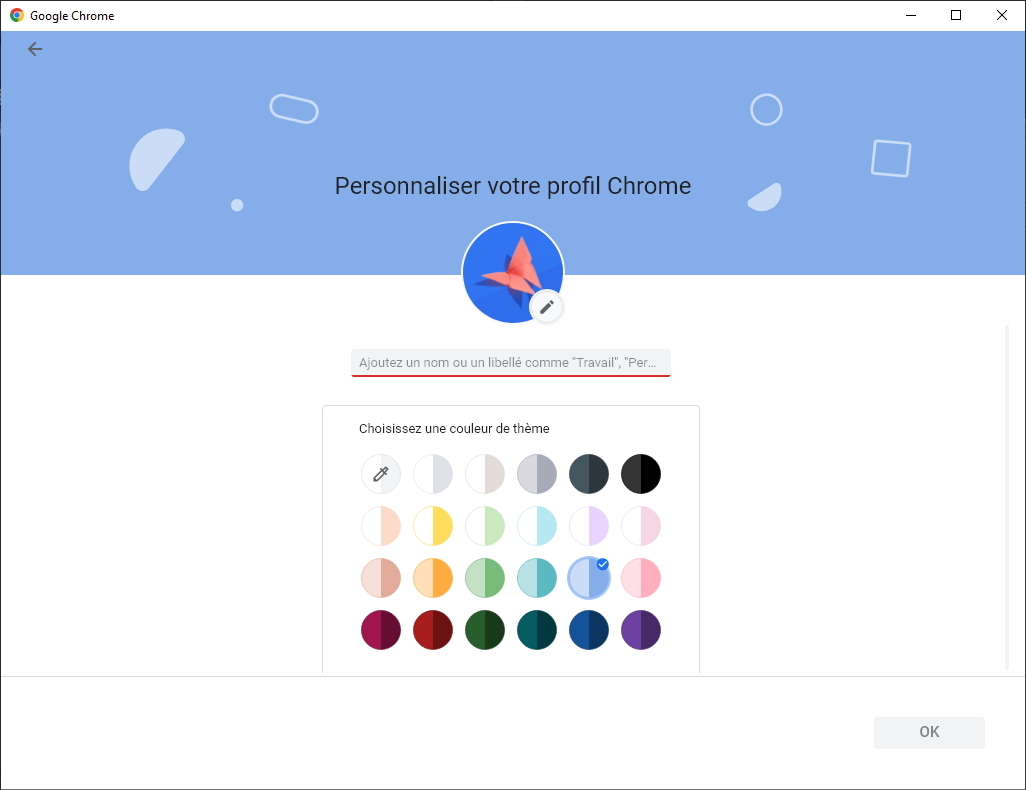 Google Chrome
Personnaliser votre profil Chrome
Ajoutez un nom ou un libellé comme "Travail", "Per...
Choisissez une couleur de thème
OK